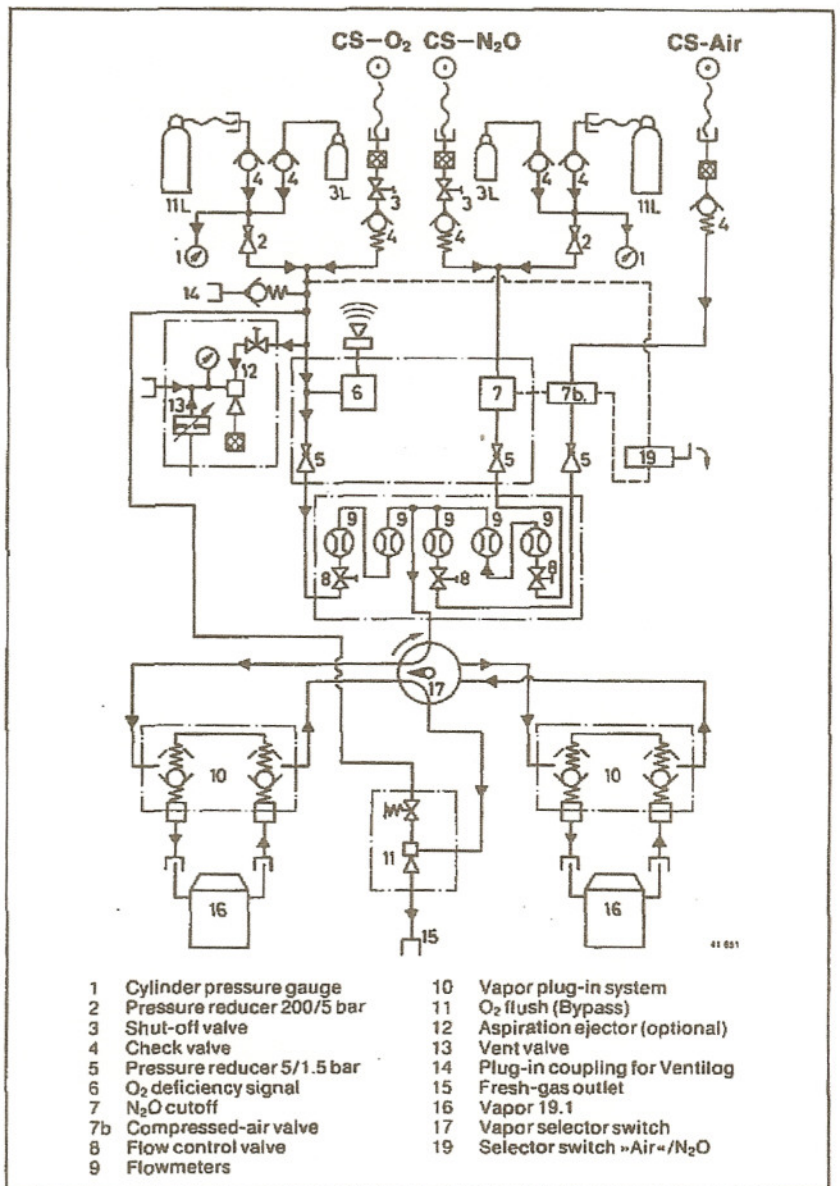 CS–O₂ CS–N₂O CS-Air
11L 4 4 3L 3 4 3L 3 4 4 11L 4
1 2 4 4 2 1
14
12 6 7 7b.
13 5 5 5 19
9 9 9 9 9
8 8 8
17
10 10
11
16 15 16
41 651
1 Cylinder pressure gauge
2 Pressure reducer 200/5 bar
3 Shut-off valve
4 Check valve
5 Pressure reducer 5/1.5 bar
6 O₂ deficiency signal
7 N₂O cutoff
7b Compressed-air valve
8 Flow control valve
9 Flowmeters
10 Vapor plug-in system
11 O₂ flush (Bypass)
12 Aspiration ejector (optional)
13 Vent valve
14 Plug-in coupling for Ventilog
15 Fresh-gas outlet
16 Vapor 19.1
17 Vapor selector switch
19 Selector switch »Air«/N₂O